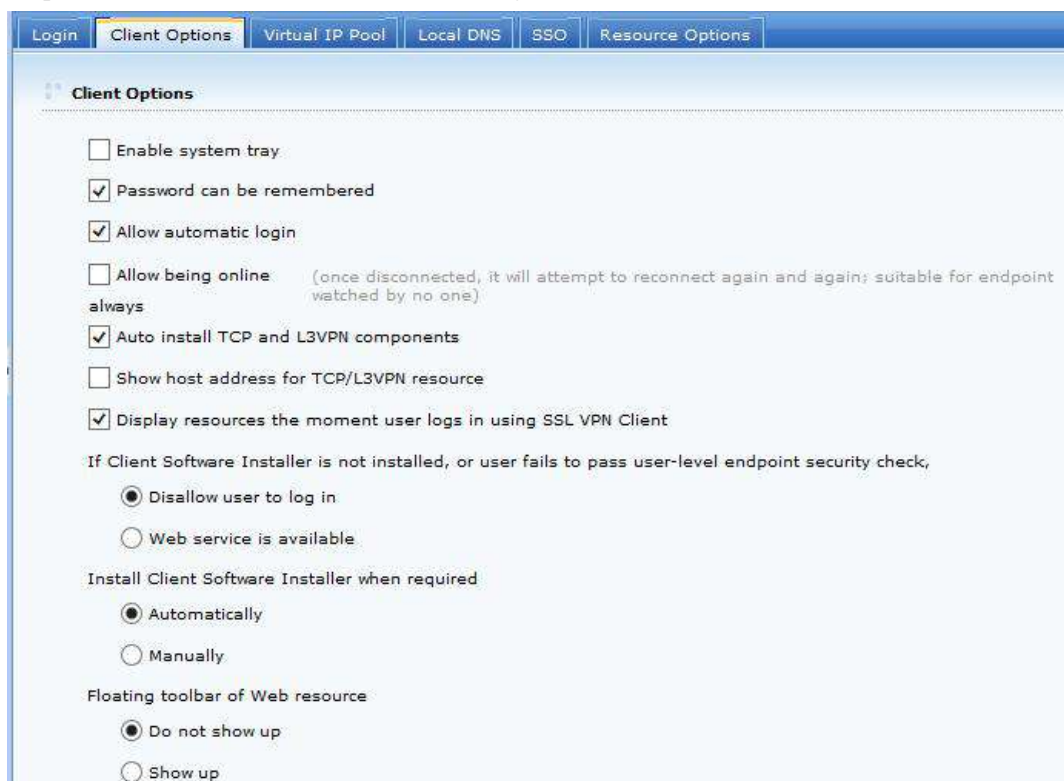 Login Client Options Virtual IP Pool Local DNS SSO Resource Options
Client Options
Enable system tray
Password can be remembered
Allow automatic login
Allow being online always
(once disconnected, it will attempt to reconnect again and again; suitable for endpoint
watched by no one)
Auto install TCP and L3VPN components
Show host address for TCP/L3VPN resource
Display resources the moment user logs in using SSL VPN Client
If Client Software Installer is not installed, or user fails to pass user-level endpoint security check,
Disallow user to log in
Web service is available
Install Client Software Installer when required
Automatically
Manually
Floating toolbar of Web resource
Do not show up
Show up